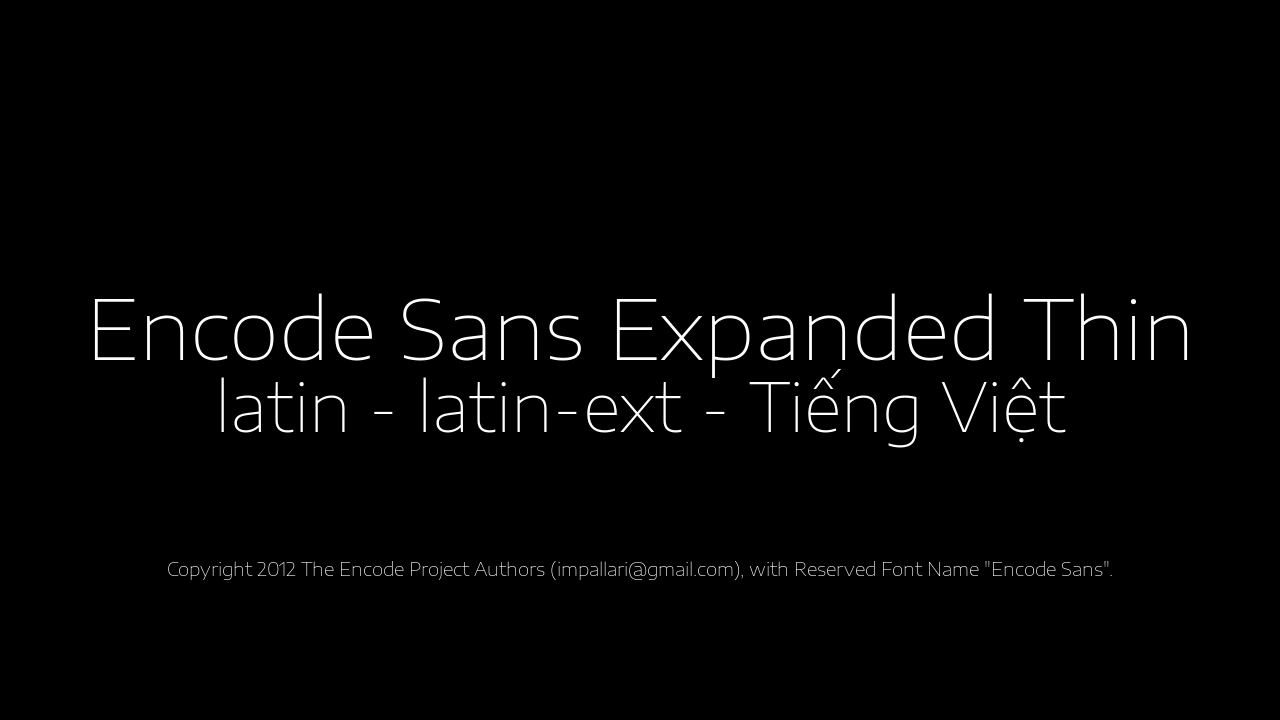 Encode Sans Expanded Thin
latin - latin-ext - Tiếng Việt
Copyright 2012 The Encode Project Authors (impallari@gmail.com), with Reserved Font Name "Encode Sans".